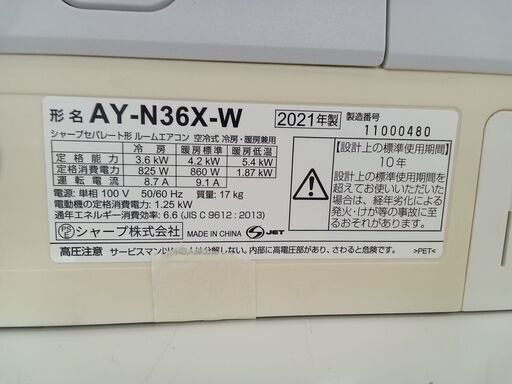 形名 AY-N36X-W 2021年製 製造番号 11000480
シャープセパレート形 ルームエアコン 空冷式 冷房・暖房兼用
冷房 暖房標準 暖房低温
定格能力 3.6 kW 4.2 kW 5.4 kW
定格消費電力 825 W 860 W 1.87 kW
運転電流 8.7 A 9.1 A
電源: 単相 100 V 50/60 Hz 質量: 17 kg
電動機の定格消費電力: 1.25 kW
通年エネルギー消費効率: 6.6 (JIS C 9612 : 2013)
PSE シャープ株式会社 MADE IN CHINA S JET
【設計上の標準使用期間】
10年
設計上の標準使用期間を
超えてお使いいただいた
場合は、経年劣化による
発火・けが等の事故に至
るおそれがあります。
高圧注意 サービスマン以外の人は分解しない。内部に高電圧部があり、さわると危険です。 >PET<